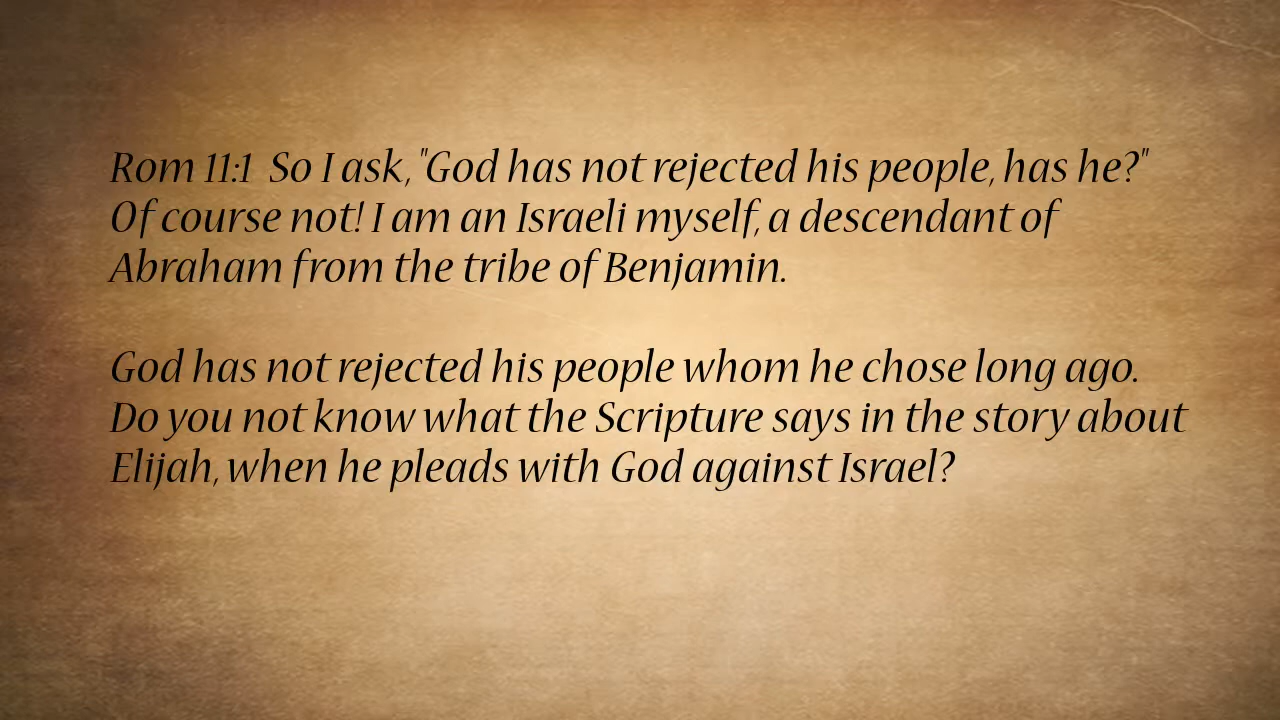 Rom 11:1  So I ask, "God has not rejected his people, has he?"
Of course not! I am an Israeli myself, a descendant of
Abraham from the tribe of Benjamin.
God has not rejected his people whom he chose long ago.
Do you not know what the Scripture says in the story about
Elijah, when he pleads with God against Israel?